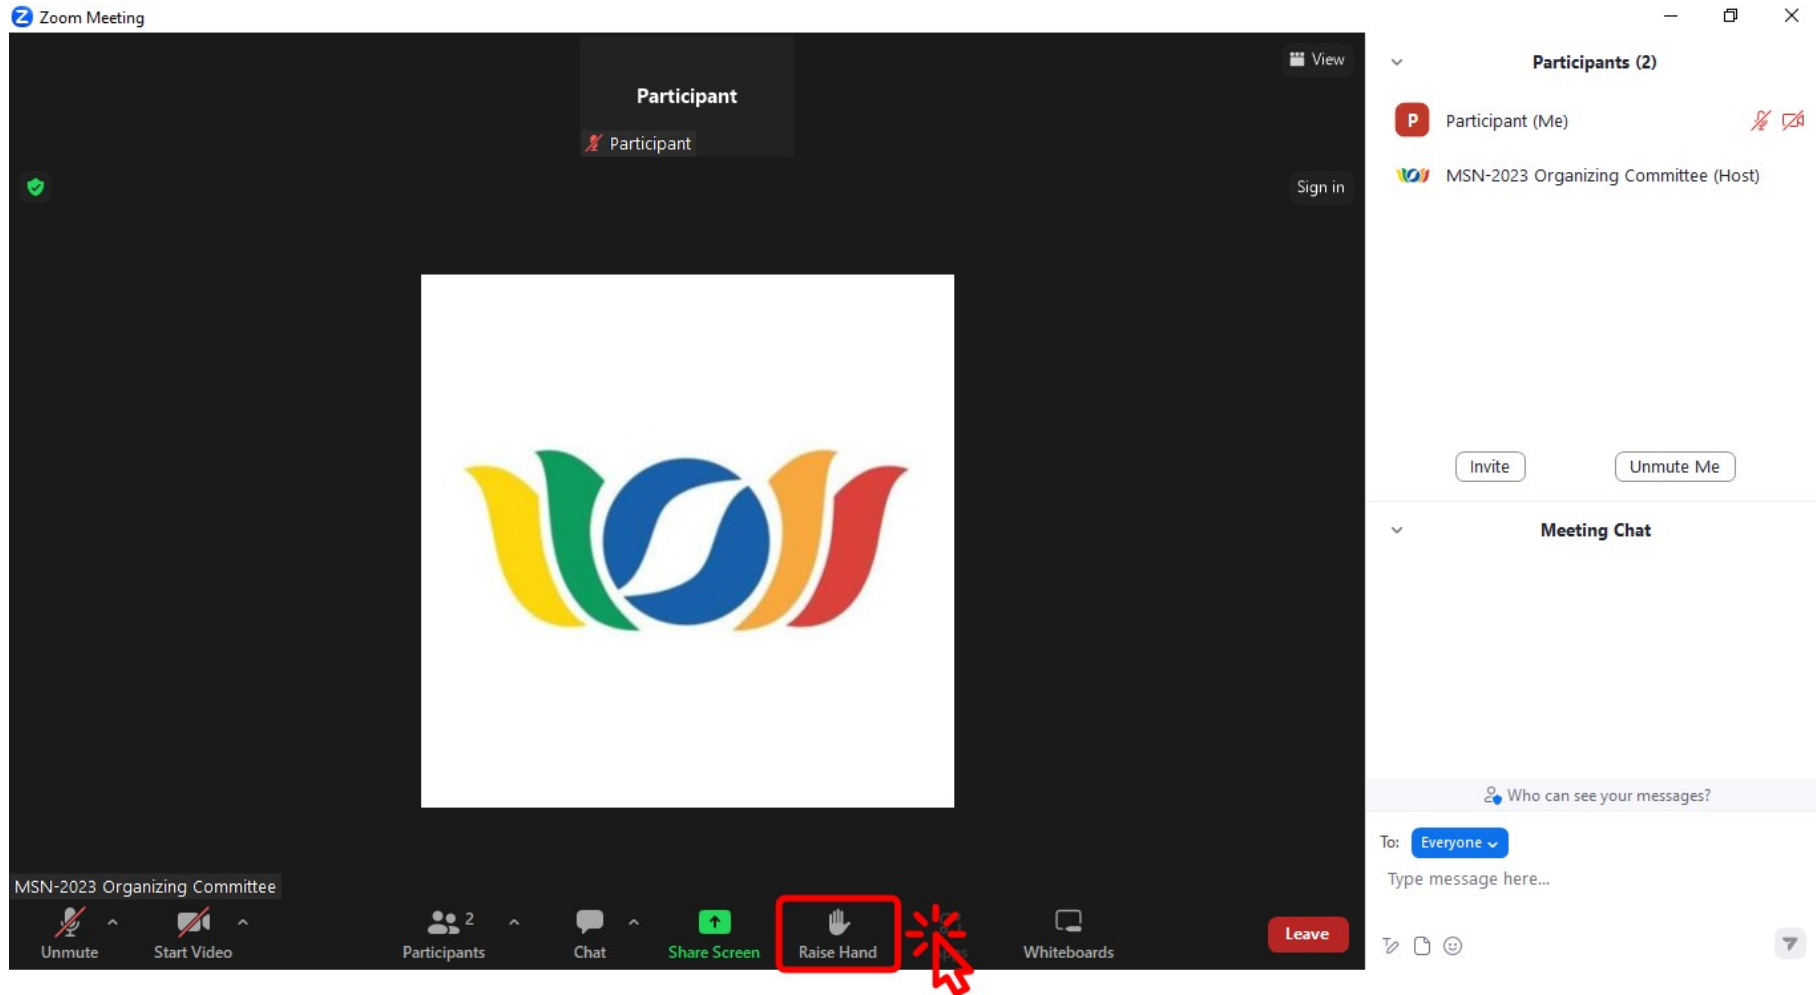 Zoom Meeting
Participant
Participant
View
Sign in
MSN-2023 Organizing Committee
Unmute
Start Video
2
Participants
Chat
Share Screen
Raise Hand
Apps
Whiteboards
Leave
Participants (2)
P
Participant (Me)
MSN-2023 Organizing Committee (Host)
Invite
Unmute Me
Meeting Chat
Who can see your messages?
To: Everyone
Type message here...